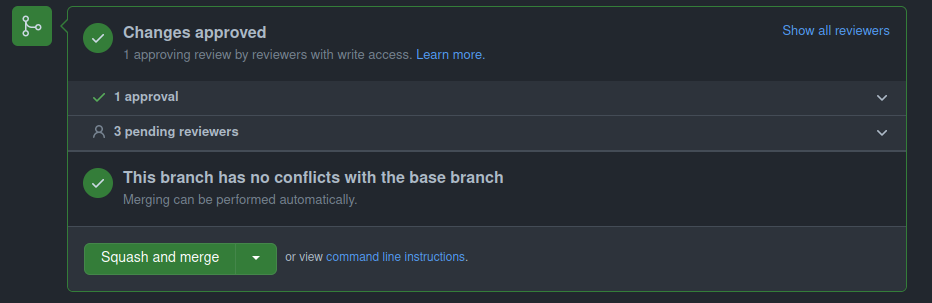 Changes approved
Show all reviewers
1 approving review by reviewers with write access. Learn more.
1 approval
3 pending reviewers
This branch has no conflicts with the base branch
Merging can be performed automatically.
Squash and merge
or view command line instructions.